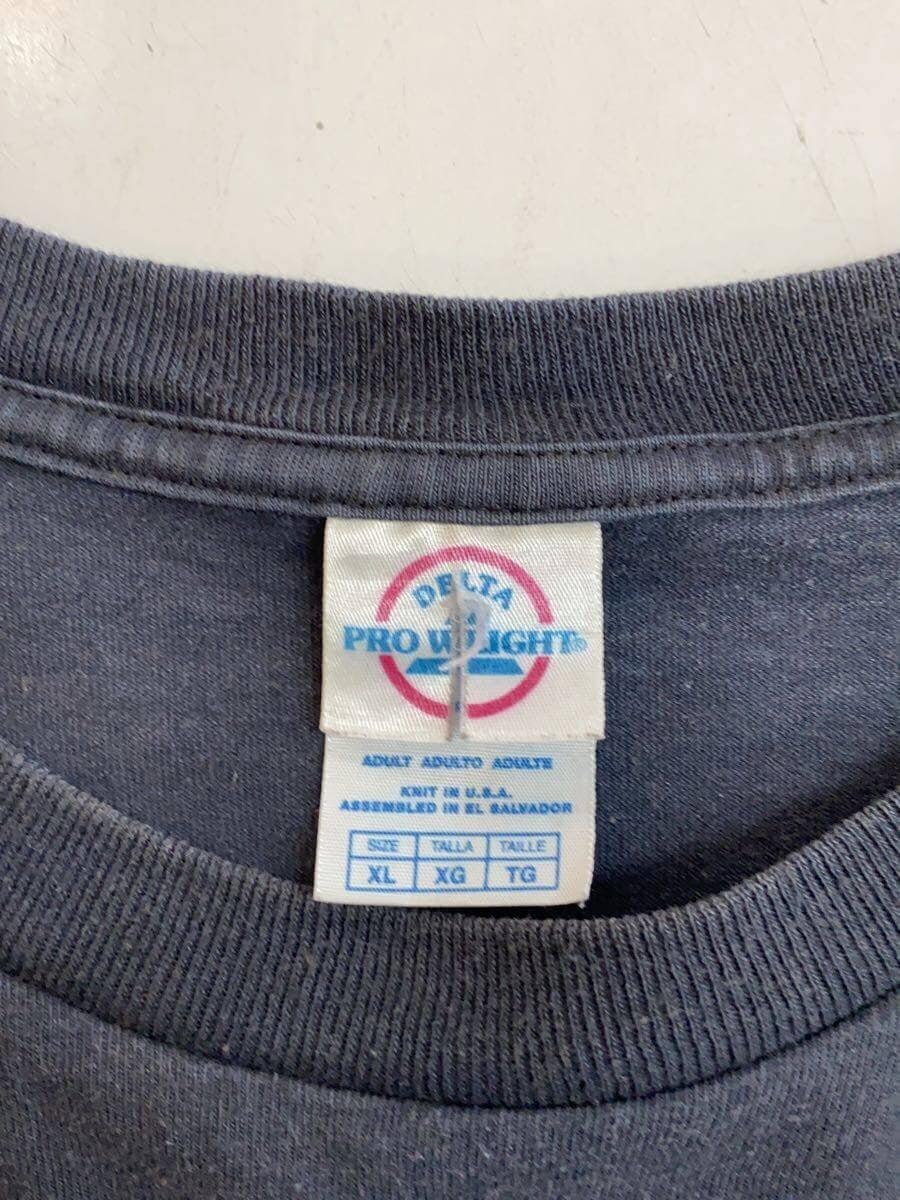 DELTA
PRO WEIGHT®
ADULT ADULTO ADULTE
KNIT IN U.S.A.
ASSEMBLED IN EL SALVADOR
SIZE TALLA TAILLE
XL XG TG